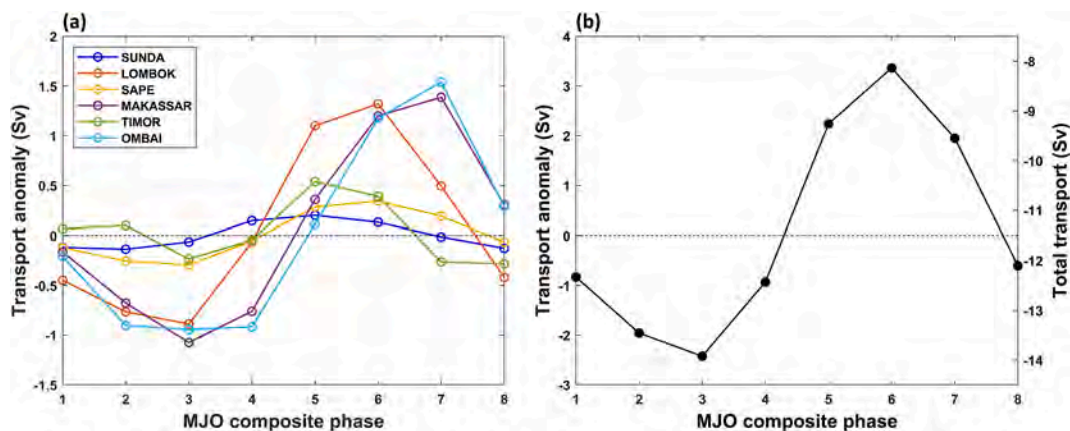 (a)
2
1.5
1
0.5
0
-0.5
-1
-1.5
Transport anomaly (Sv)
SUNDA
LOMBOK
SAPE
MAKASSAR
TIMOR
OMBAI
1 2 3 4 5 6 7 8
MJO composite phase
(b)
4
3
2
1
0
-1
-2
-3
Transport anomaly (Sv)
1 2 3 4 5 6 7 8
MJO composite phase
-8
-9
-10
-11
-12
-13
-14
Total transport (Sv)